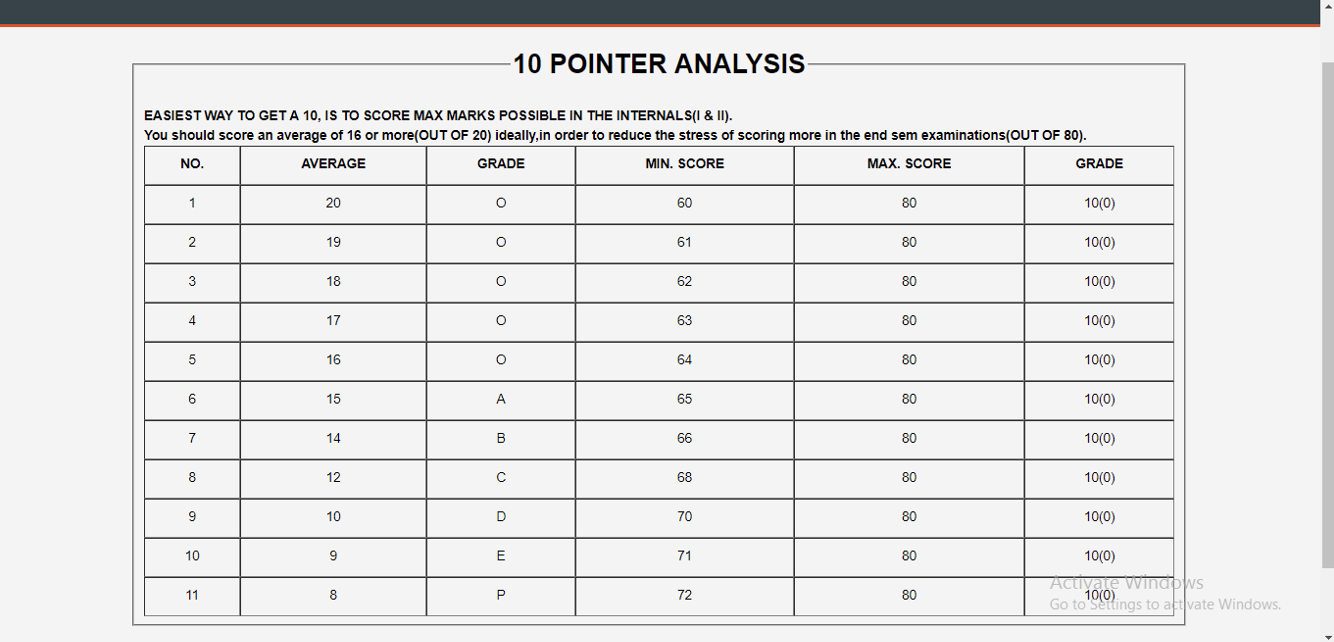 10 POINTER ANALYSIS
EASIEST WAY TO GET A 10, IS TO SCORE MAX MARKS POSSIBLE IN THE INTERNALS(I & II).
You should score an average of 16 or more(OUT OF 20) ideally,in order to reduce the stress of scoring more in the end sem examinations(OUT OF 80).
NO. AVERAGE GRADE MIN. SCORE MAX. SCORE GRADE
1 20 O 60 80 10(0)
2 19 O 61 80 10(0)
3 18 O 62 80 10(0)
4 17 O 63 80 10(0)
5 16 O 64 80 10(0)
6 15 A 65 80 10(0)
7 14 B 66 80 10(0)
8 12 C 68 80 10(0)
9 10 D 70 80 10(0)
10 9 E 71 80 10(0)
11 8 P 72 80 10(0)
Activate Windows
Go to Settings to activate Windows.